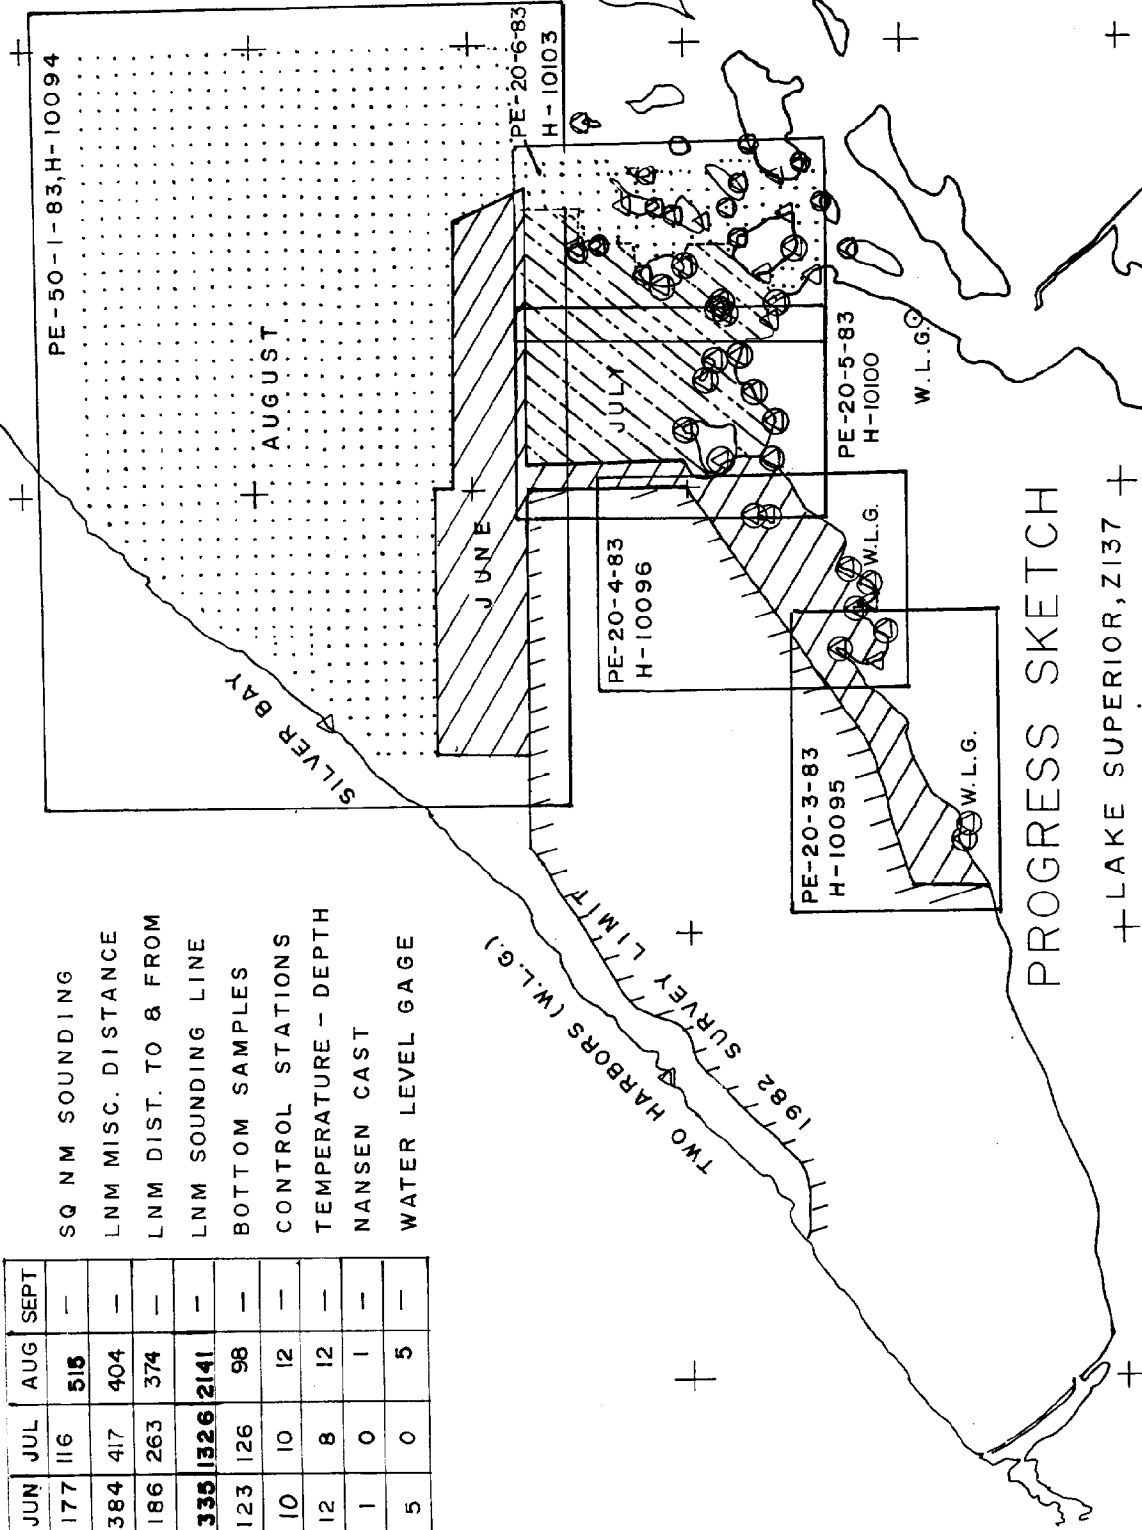 JUN JUL AUG SEPT
177 116 515 — SQ NM SOUNDING
384 417 404 — LNM MISC. DISTANCE
186 263 374 — LNM DIST. TO & FROM
335 1326 2141 — LNM SOUNDING LINE
123 126 98 — BOTTOM SAMPLES
10 10 12 — CONTROL STATIONS
12 8 12 — TEMPERATURE - DEPTH
1 0 1 — NANSEN CAST
5 0 5 — WATER LEVEL GAGE
PE-50-1-83, H-10094
AUGUST
SILVER BAY
JUNE
PE-20-6-83
H-10103
JULY
TWO HARBORS (W.L.G.)
1982 SURVEY LIMIT
PE-20-4-83
H-10096
W.L.G.
PE-20-5-83
H-10100
W.L.G.
PE-20-3-83
H-10095
W.L.G.
PROGRESS SKETCH
LAKE SUPERIOR, Z137